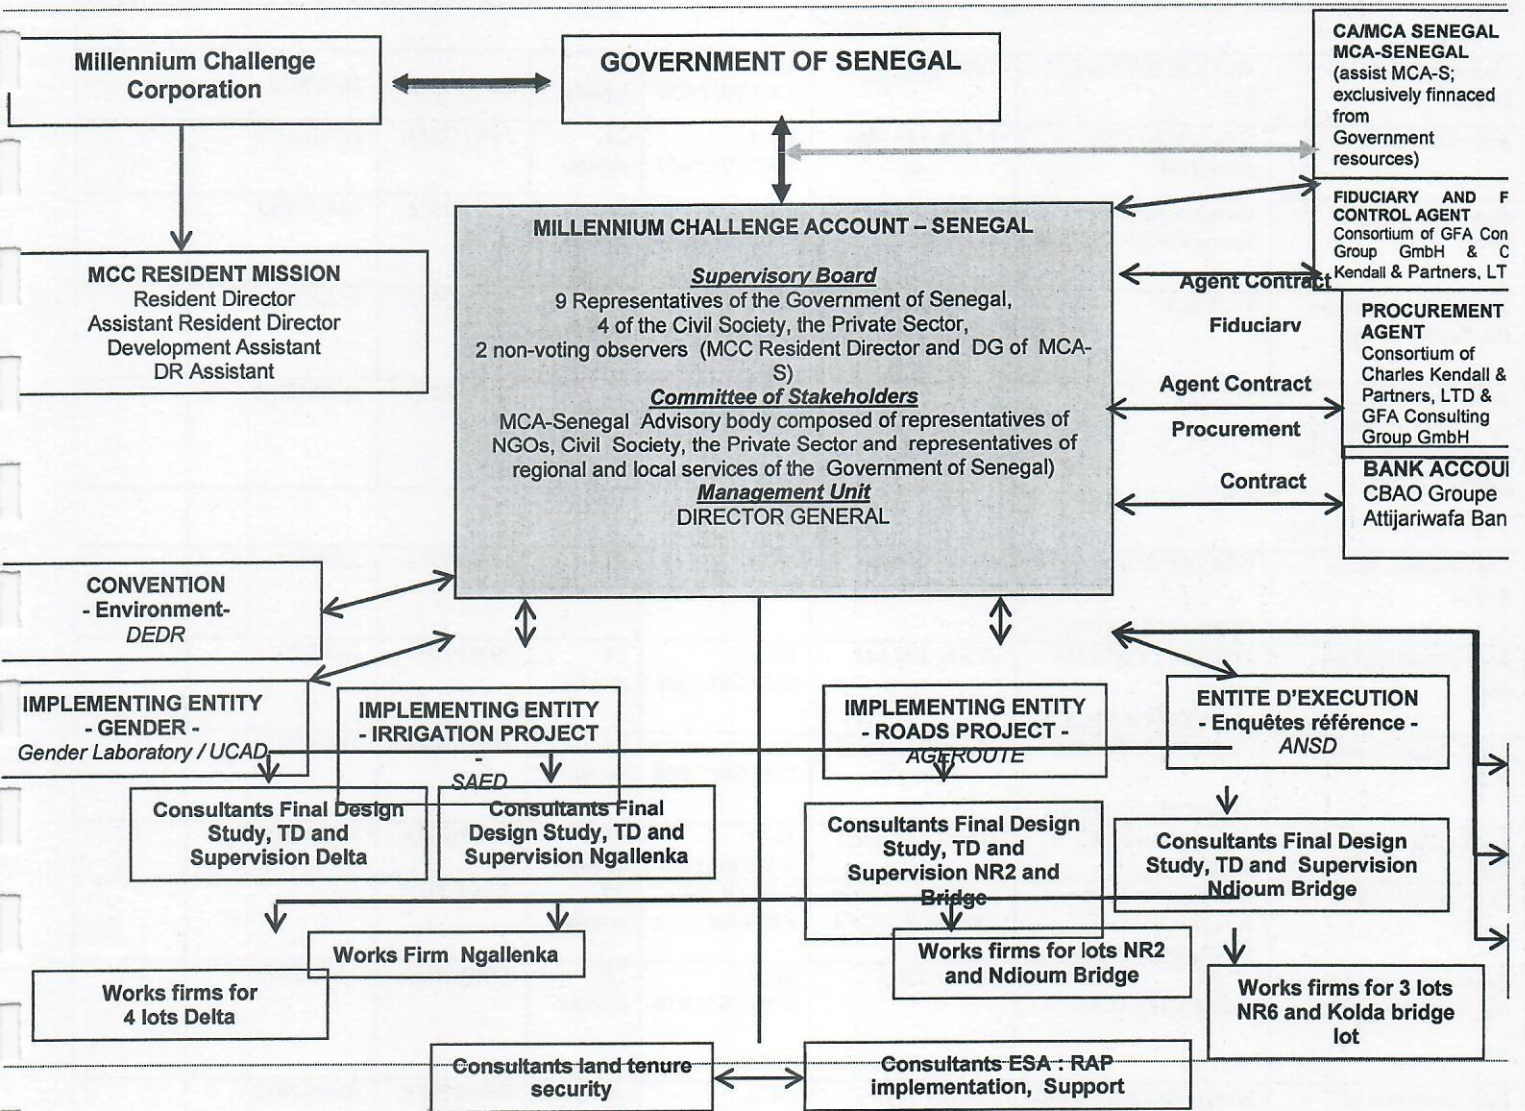 Millennium Challenge
Corporation
GOVERNMENT OF SENEGAL
CA/MCA SENEGAL
MCA-SENEGAL
(assist MCA-S;
exclusively finnaced
from
Government
resources)
FIDUCIARY AND F
CONTROL AGENT
Consortium of GFA Con
Group GmbH & C
Kendall & Partners, LT
MCC RESIDENT MISSION
Resident Director
Assistant Resident Director
Development Assistant
DR Assistant
MILLENNIUM CHALLENGE ACCOUNT – SENEGAL
Supervisory Board
9 Representatives of the Government of Senegal,
4 of the Civil Society, the Private Sector,
2 non-voting observers (MCC Resident Director and DG of MCA-
S)
Committee of Stakeholders
MCA-Senegal Advisory body composed of representatives of
NGOs, Civil Society, the Private Sector and representatives of
regional and local services of the Government of Senegal)
Management Unit
DIRECTOR GENERAL
Agent Contract
Fiduciary
Agent Contract
Procurement
Contract
PROCUREMENT
AGENT
Consortium of
Charles Kendall &
Partners, LTD &
GFA Consulting
Group GmbH
BANK ACCOU
CBAO Groupe
Attijariwafa Ban
CONVENTION
- Environment-
DEDR
IMPLEMENTING ENTITY
- GENDER -
Gender Laboratory / UCAD
IMPLEMENTING ENTITY
- IRRIGATION PROJECT
-
SAED
IMPLEMENTING ENTITY
- ROADS PROJECT -
AGEROUTE
ENTITE D'EXECUTION
- Enquêtes référence -
ANSD
Consultants Final Design
Study, TD and
Supervision Delta
Consultants Final
Design Study, TD and
Supervision Ngallenka
Consultants Final Design
Study, TD and
Supervision NR2 and
Bridge
Consultants Final Design
Study, TD and Supervision
Ndioum Bridge
Works Firm Ngallenka
Works firms for
4 lots Delta
Works firms for lots NR2
and Ndioum Bridge
Works firms for 3 lots
NR6 and Kolda bridge
lot
Consultants land tenure
security
Consultants ESA : RAP
implementation, Support